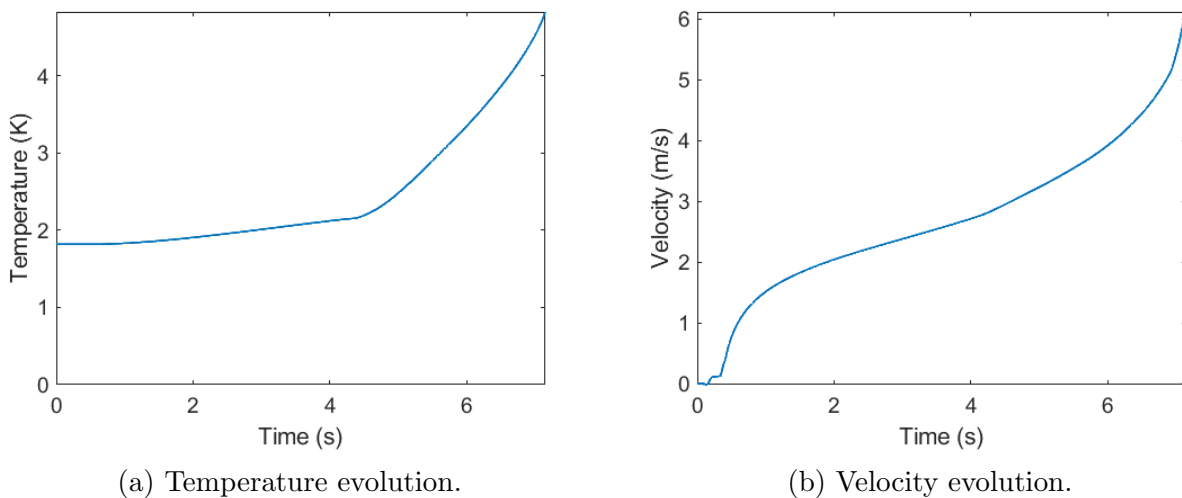 4
3
2
1
0
Temperature (K)
0 2 4 6
Time (s)
(a) Temperature evolution.
6
5
4
3
2
1
0
Velocity (m/s)
0 2 4 6
Time (s)
(b) Velocity evolution.